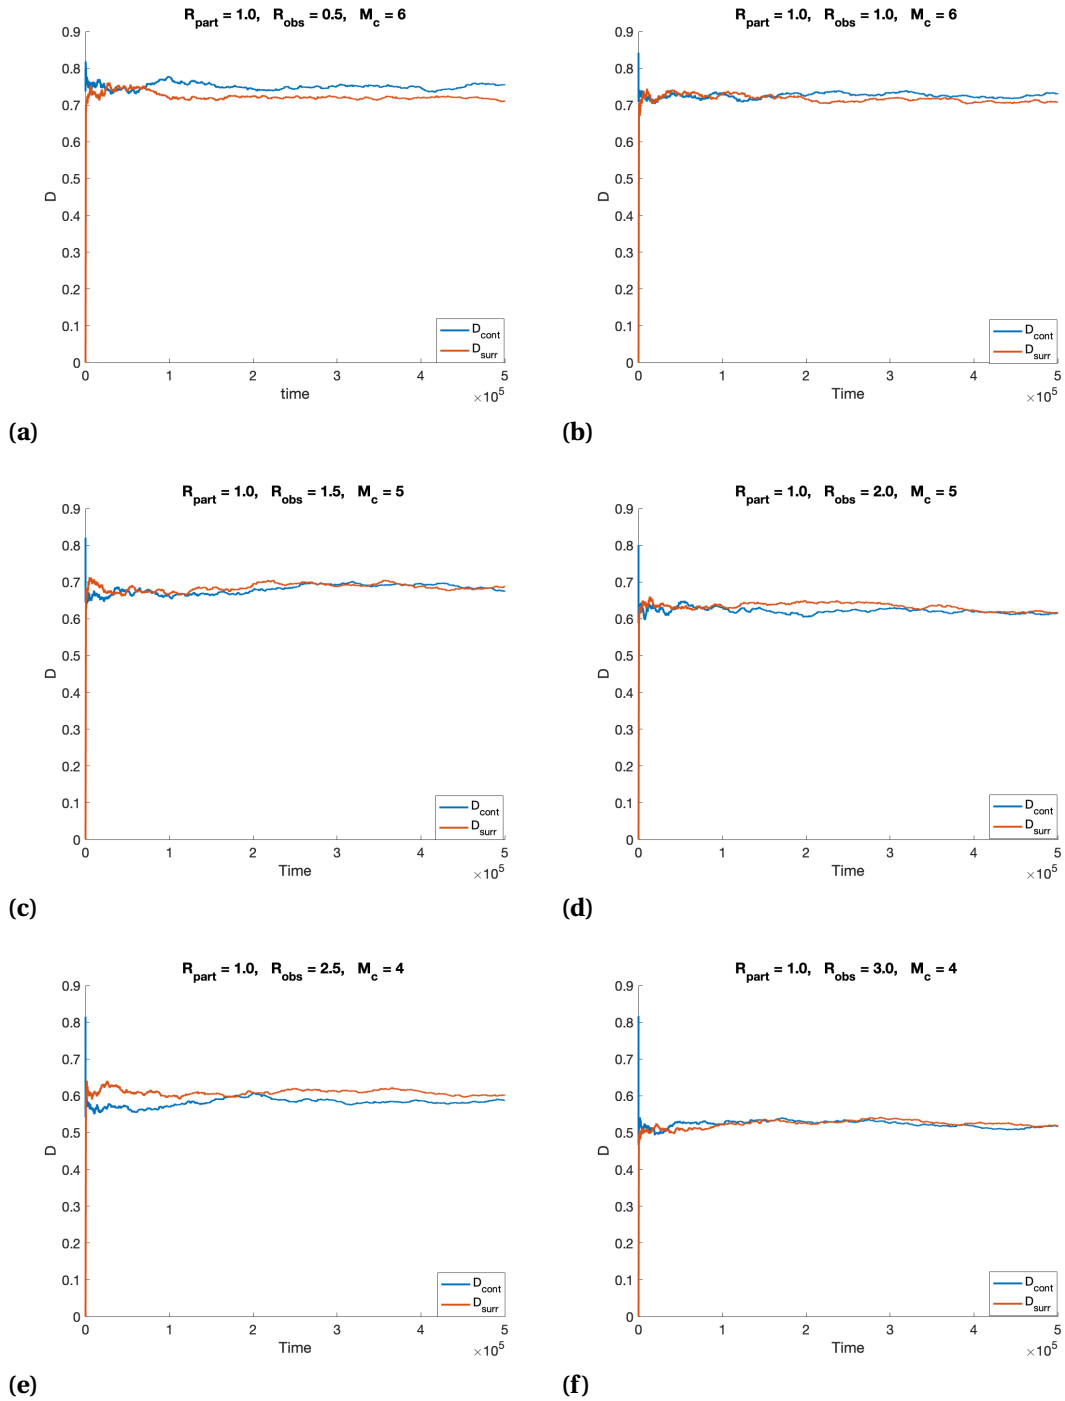 R_part = 1.0, R_obs = 0.5, M_c = 6
0.9
0.8
0.7
0.6
0.5
0.4
0.3
0.2
0.1
0
D
D_cont
D_surr
0 1 2 3 4 5
time
×10^5
(a)
R_part = 1.0, R_obs = 1.0, M_c = 6
0.9
0.8
0.7
0.6
0.5
0.4
0.3
0.2
0.1
0
D
D_cont
D_surr
0 1 2 3 4 5
Time
×10^5
(b)
R_part = 1.0, R_obs = 1.5, M_c = 5
0.9
0.8
0.7
0.6
0.5
0.4
0.3
0.2
0.1
0
D
D_cont
D_surr
0 1 2 3 4 5
Time
×10^5
(c)
R_part = 1.0, R_obs = 2.0, M_c = 5
0.9
0.8
0.7
0.6
0.5
0.4
0.3
0.2
0.1
0
D
D_cont
D_surr
0 1 2 3 4 5
Time
×10^5
(d)
R_part = 1.0, R_obs = 2.5, M_c = 4
0.9
0.8
0.7
0.6
0.5
0.4
0.3
0.2
0.1
0
D
D_cont
D_surr
0 1 2 3 4 5
Time
×10^5
(e)
R_part = 1.0, R_obs = 3.0, M_c = 4
0.9
0.8
0.7
0.6
0.5
0.4
0.3
0.2
0.1
0
D
D_cont
D_surr
0 1 2 3 4 5
Time
×10^5
(f)